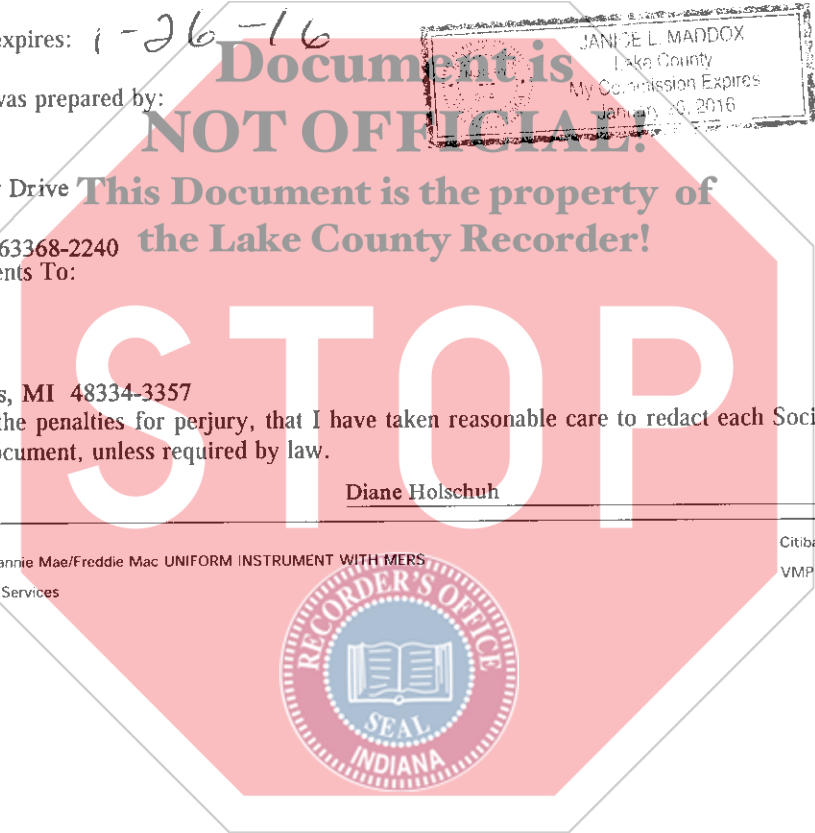 expires: 1-26-16
JANICE L. MADDOX
Lake County
My Commission Expires
January 26, 2016
Document is
was prepared by:
NOT OFFICIAL!
Drive
This Document is the property of
63368-2240
the Lake County Recorder!
ents To:
STOP
s, MI 48334-3357
the penalties for perjury, that I have taken reasonable care to redact each Soci
ocument, unless required by law.
Diane Holschuh
annie Mae/Freddie Mac UNIFORM INSTRUMENT WITH MERS
Citiba
VMP
Services
RECORDER'S OFFICE
SEAL
INDIANA